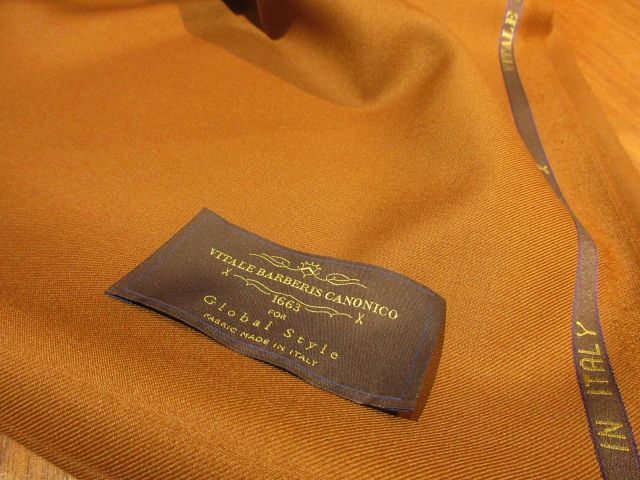 VITALE BARBERIS CANONICO
1663
FOR
Global Style
FABRIC MADE IN ITALY
VITALE
IN ITALY